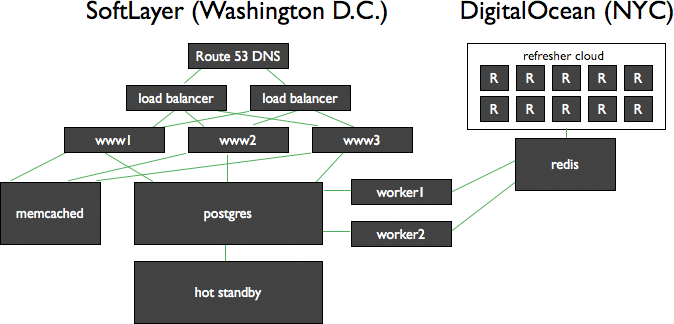 SoftLayer (Washington D.C.)
DigitalOcean (NYC)
Route 53 DNS
refresher cloud
R R R R R
R R R R R
load balancer
load balancer
www1
www2
www3
redis
memcached
postgres
worker1
worker2
hot standby